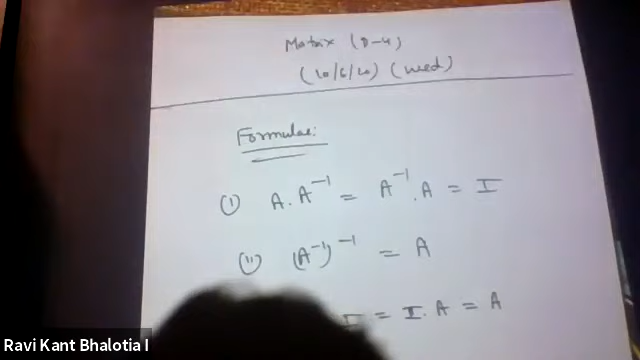 Matrix (D-4)
(10/6/20) (Wed)
Formulae:
(i) A.A⁻¹ = A⁻¹.A = I
(ii) (A⁻¹)⁻¹ = A
I = I.A = A
Ravi Kant Bhalotia I